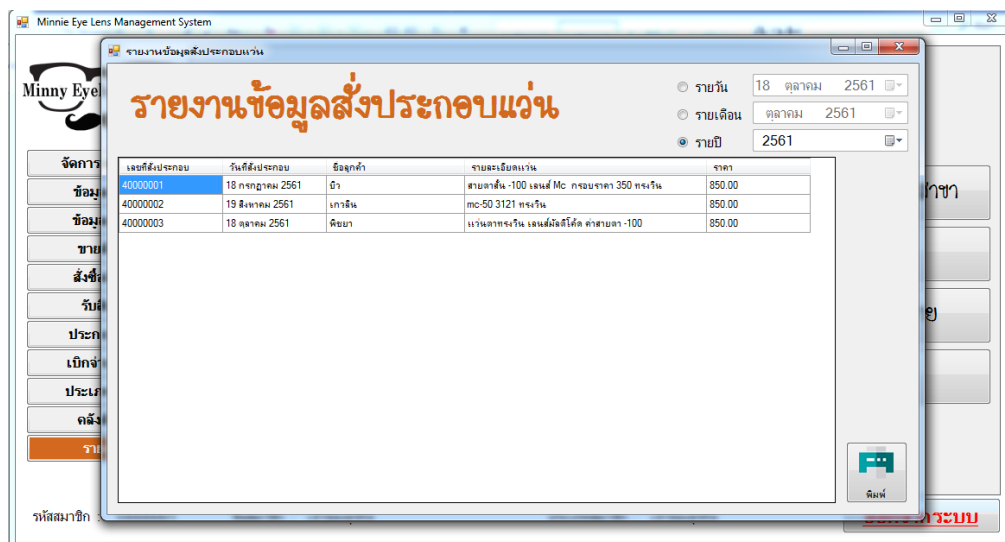 Minnie Eye Lens Management System
รายงานข้อมูลสั่งประกอบแว่น
Minny Eye
รายงานข้อมูลสั่งประกอบแว่น
รายวัน 18 ตุลาคม 2561
รายเดือน ตุลาคม 2561
รายปี 2561
เลขที่สั่งประกอบ วันที่สั่งประกอบ ชื่อลูกค้า รายละเอียดแว่น ราคา
40000001 18 กรกฎาคม 2561 บิว สายตาสั้น -100 เลนส์ Mc กรอบราคา 350 ทรงวิน 850.00
40000002 19 สิงหาคม 2561 เกวลิน mc-50 3121 ทรงวิน 850.00
40000003 18 ตุลาคม 2561 พิชยา แว่นตาทรงวิน เลนส์มัลติโค้ด ค่าสายตา -100 850.00
จัดการ
ข้อมู
ข้อมู
ขาย
สั่งซื้อ
รับสิ
ประก
เบิกจ่า
ประเภ
คลัง
ราย
พิมพ์
รหัสสมาชิก :